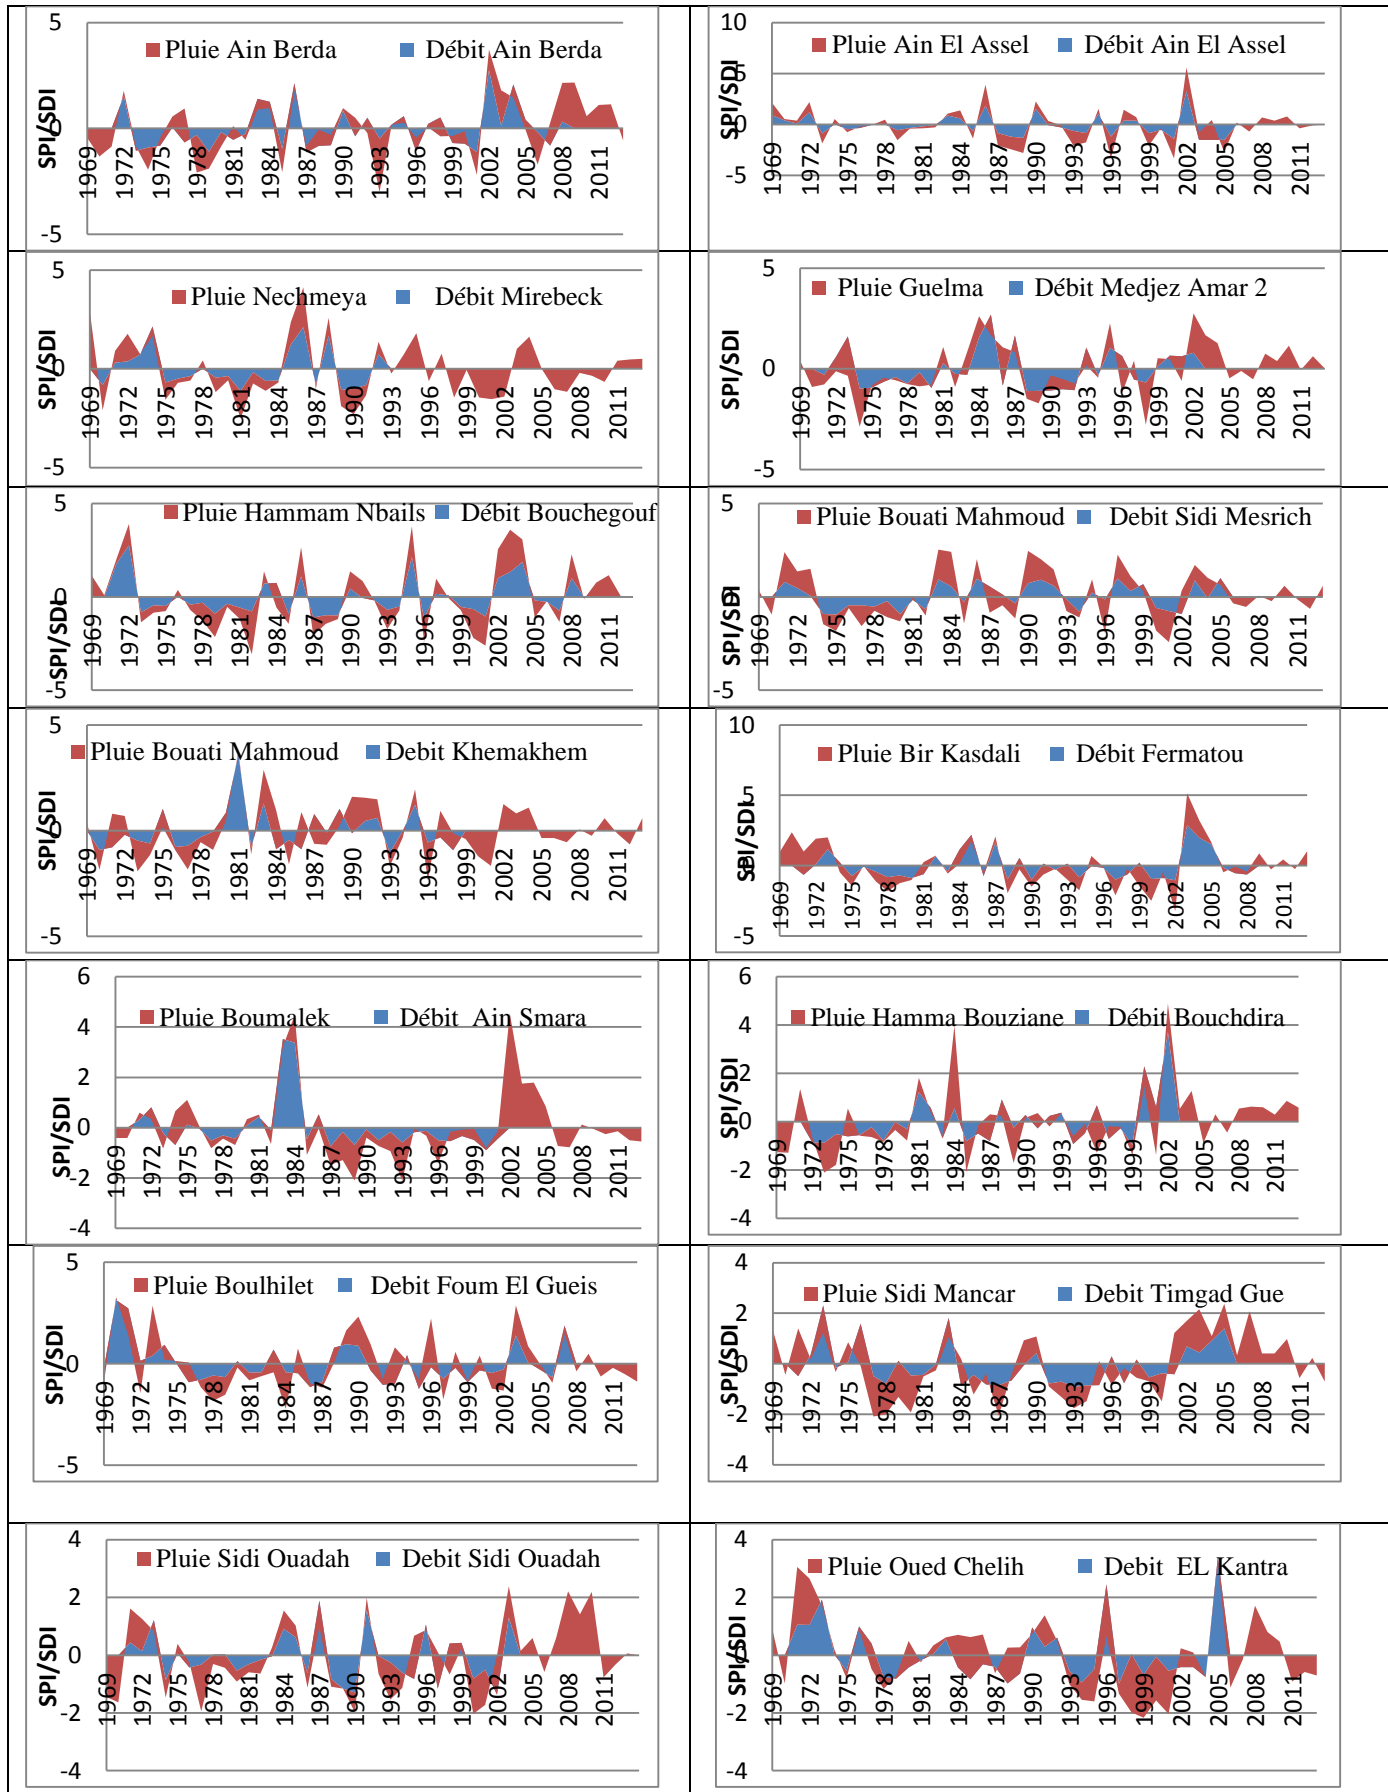 5
Pluie Ain Berda Débit Ain Berda
SPI/SDI
0
1969 1972 1975 1978 1981 1984 1987 1990 1993 1996 1999 2002 2005 2008 2011
-5
10
Pluie Ain El Assel Débit Ain El Assel
SPI/SDI
5
0
1969 1972 1975 1978 1981 1984 1987 1990 1993 1996 1999 2002 2005 2008 2011
-5
5
Pluie Nechmeya Débit Mirebeck
SPI/SDI
0
1969 1972 1975 1978 1981 1984 1987 1990 1993 1996 1999 2002 2005 2008 2011
-5
5
Pluie Guelma Débit Medjez Amar 2
SPI/SDI
0
1969 1972 1975 1978 1981 1984 1987 1990 1993 1996 1999 2002 2005 2008 2011
-5
5
Pluie Hammam Nbails Débit Bouchegouf
SPI/SDI
0
1969 1972 1975 1978 1981 1984 1987 1990 1993 1996 1999 2002 2005 2008 2011
-5
5
Pluie Bouati Mahmoud Debit Sidi Mesrich
SPI/SDI
0
1969 1972 1975 1978 1981 1984 1987 1990 1993 1996 1999 2002 2005 2008 2011
-5
5
Pluie Bouati Mahmoud Debit Khemakhem
SPI/SDI
0
1969 1972 1975 1978 1981 1984 1987 1990 1993 1996 1999 2002 2005 2008 2011
-5
10
Pluie Bir Kasdali Débit Fermatou
SPI/SDI
5
0
1969 1972 1975 1978 1981 1984 1987 1990 1993 1996 1999 2002 2005 2008 2011
-5
6
Pluie Boumalek Débit Ain Smara
SPI/SDI
4
2
0
1969 1972 1975 1978 1981 1984 1987 1990 1993 1996 1999 2002 2005 2008 2011
-2
-4
6
Pluie Hamma Bouziane Débit Bouchdira
SPI/SDI
4
2
0
1969 1972 1975 1978 1981 1984 1987 1990 1993 1996 1999 2002 2005 2008 2011
-2
-4
5
Pluie Boulhilet Debit Foum El Gueis
SPI/SDI
0
1969 1972 1975 1978 1981 1984 1987 1990 1993 1996 1999 2002 2005 2008 2011
-5
4
Pluie Sidi Mancar Debit Timgad Gue
SPI/SDI
2
0
1969 1972 1975 1978 1981 1984 1987 1990 1993 1996 1999 2002 2005 2008 2011
-2
-4
4
Pluie Sidi Ouadah Debit Sidi Ouadah
SPI/SDI
2
0
1969 1972 1975 1978 1981 1984 1987 1990 1993 1996 1999 2002 2005 2008 2011
-2
-4
4
Pluie Oued Chelih Debit EL Kantra
SPI/SDI
2
0
1969 1972 1975 1978 1981 1984 1987 1990 1993 1996 1999 2002 2005 2008 2011
-2
-4